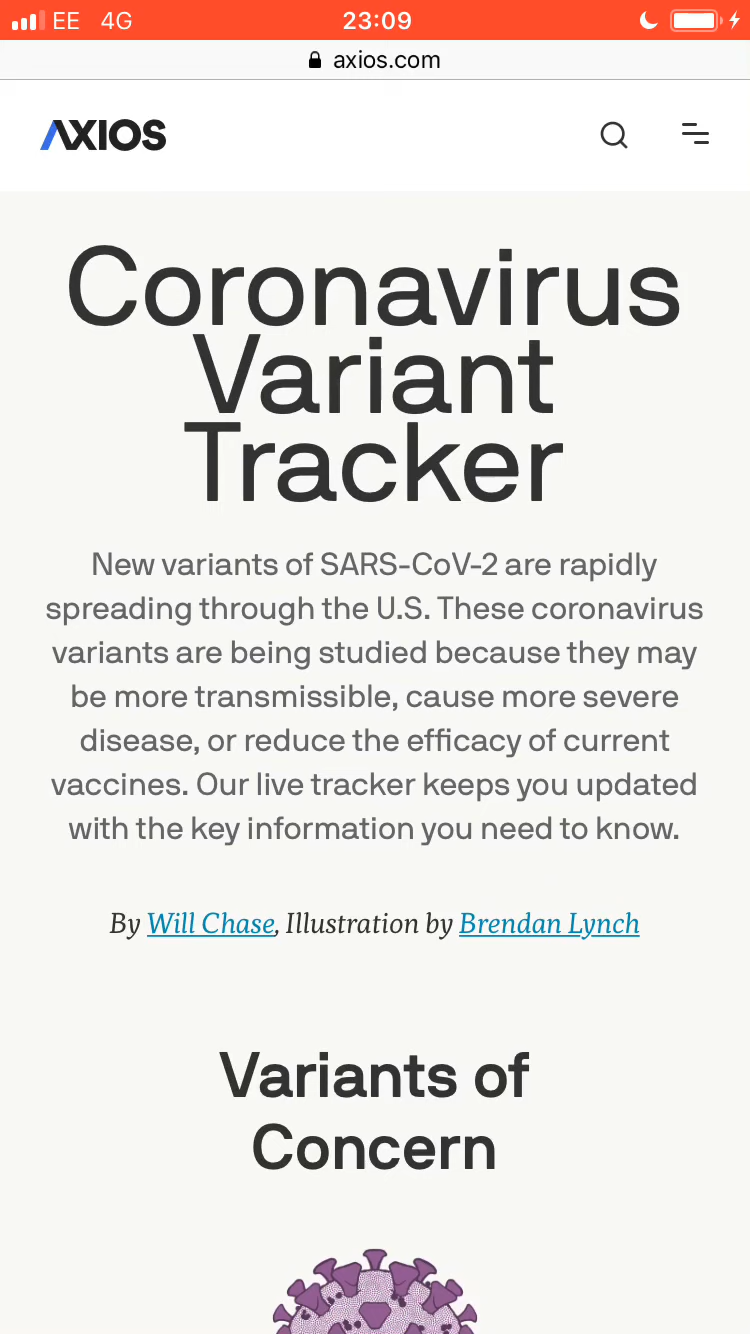 EE 4G 23:09
axios.com
AXIOS
Coronavirus
Variant
Tracker
New variants of SARS-CoV-2 are rapidly
spreading through the U.S. These coronavirus
variants are being studied because they may
be more transmissible, cause more severe
disease, or reduce the efficacy of current
vaccines. Our live tracker keeps you updated
with the key information you need to know.
By Will Chase, Illustration by Brendan Lynch
Variants of
Concern